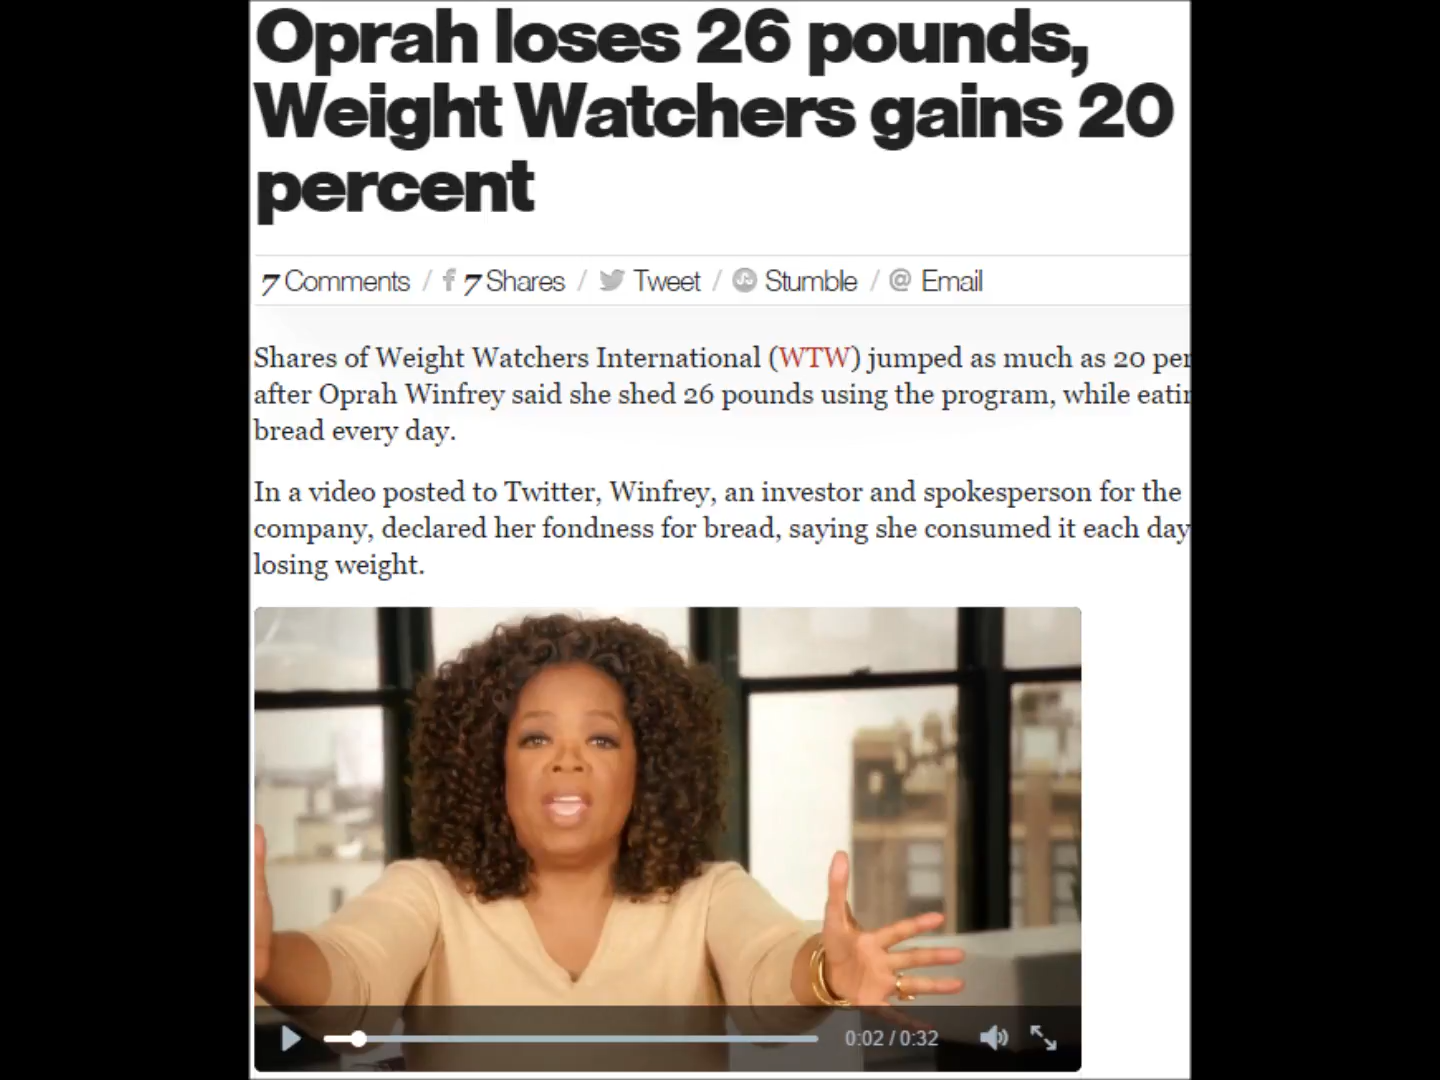 Oprah loses 26 pounds,
Weight Watchers gains 20
percent
7 Comments / f 7 Shares / Tweet / Stumble / @ Email
Shares of Weight Watchers International (WTW) jumped as much as 20
after Oprah Winfrey said she shed 26 pounds using the program, while
bread every day.
In a video posted to Twitter, Winfrey, an investor and spokesperson for the
company, declared her fondness for bread, saying she consumed it each day
losing weight.
0:02 / 0:32